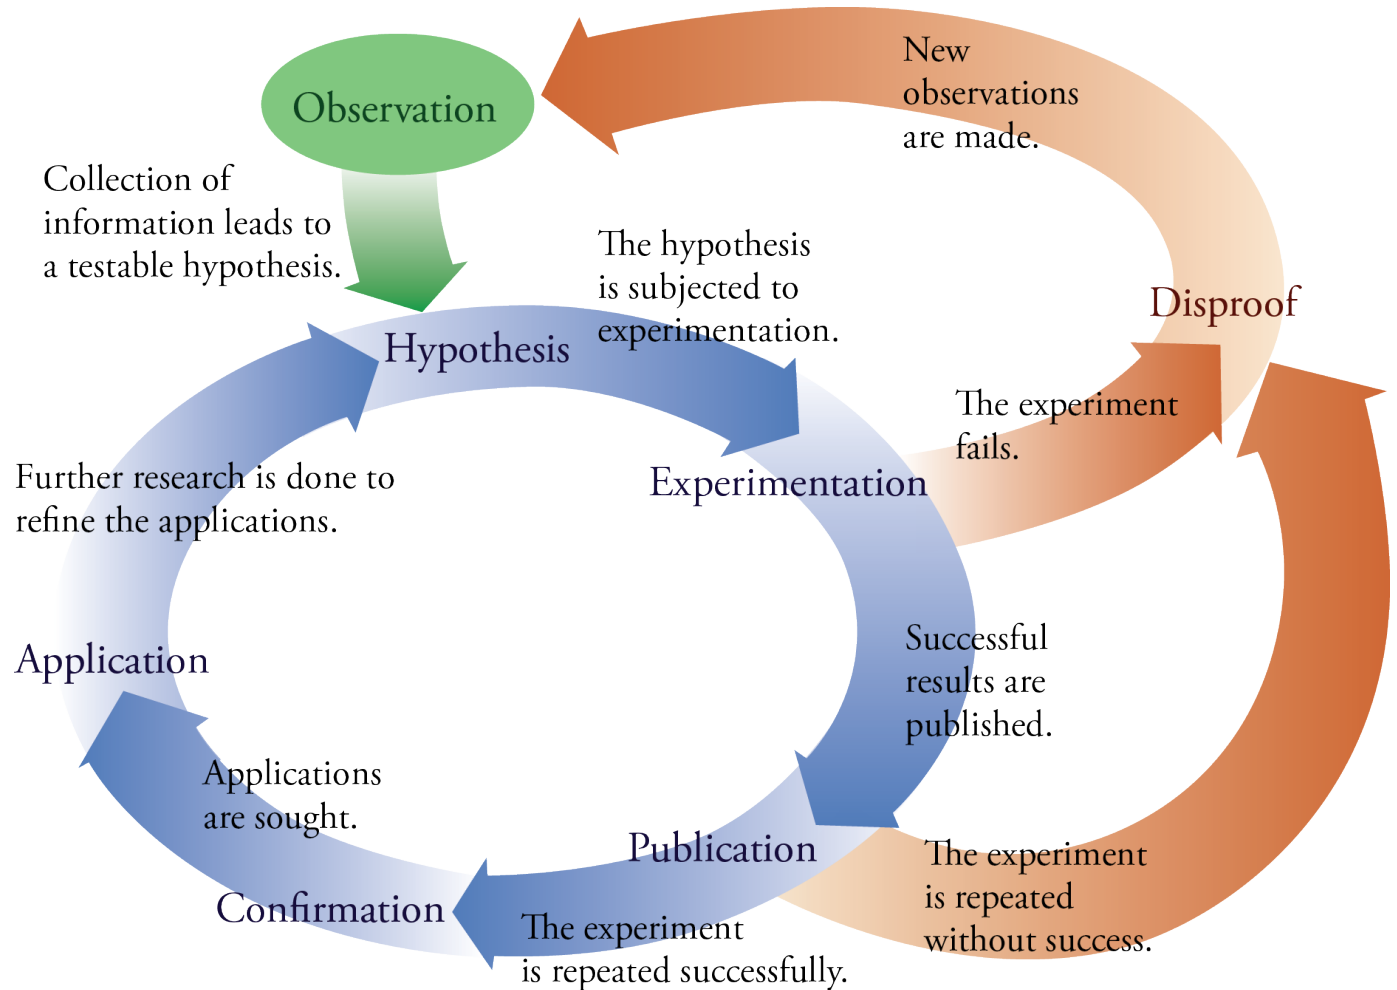 Observation
New
observations
are made.
Collection of
information leads to
a testable hypothesis.
The hypothesis
is subjected to
experimentation.
Disproof
Hypothesis
The experiment
fails.
Experimentation
Further research is done to
refine the applications.
Successful
results are
published.
Application
Applications
are sought.
Publication
The experiment
is repeated
without success.
Confirmation
The experiment
is repeated successfully.